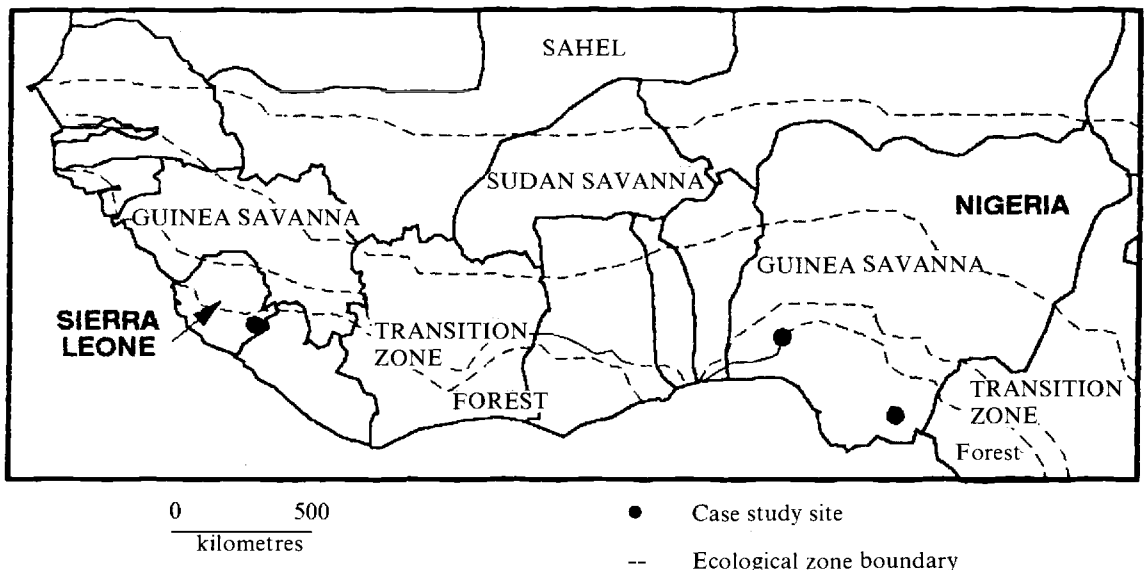 SAHEL
SUDAN SAVANNA
GUINEA SAVANNA
NIGERIA
GUINEA SAVANNA
SIERRA
LEONE
TRANSITION
ZONE
FOREST
TRANSITION
ZONE
Forest
0 500
kilometres
Case study site
-- Ecological zone boundary